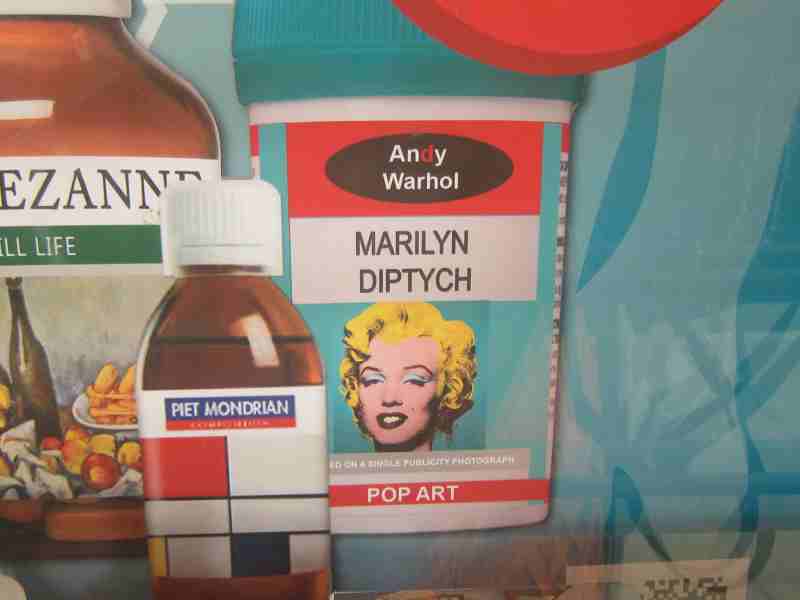 EZANNE
ILL LIFE
PIET MONDRIAN
Andy
Warhol
MARILYN
DIPTYCH
ED ON A SINGLE PUBLICITY PHOTOGRAPH
POP ART